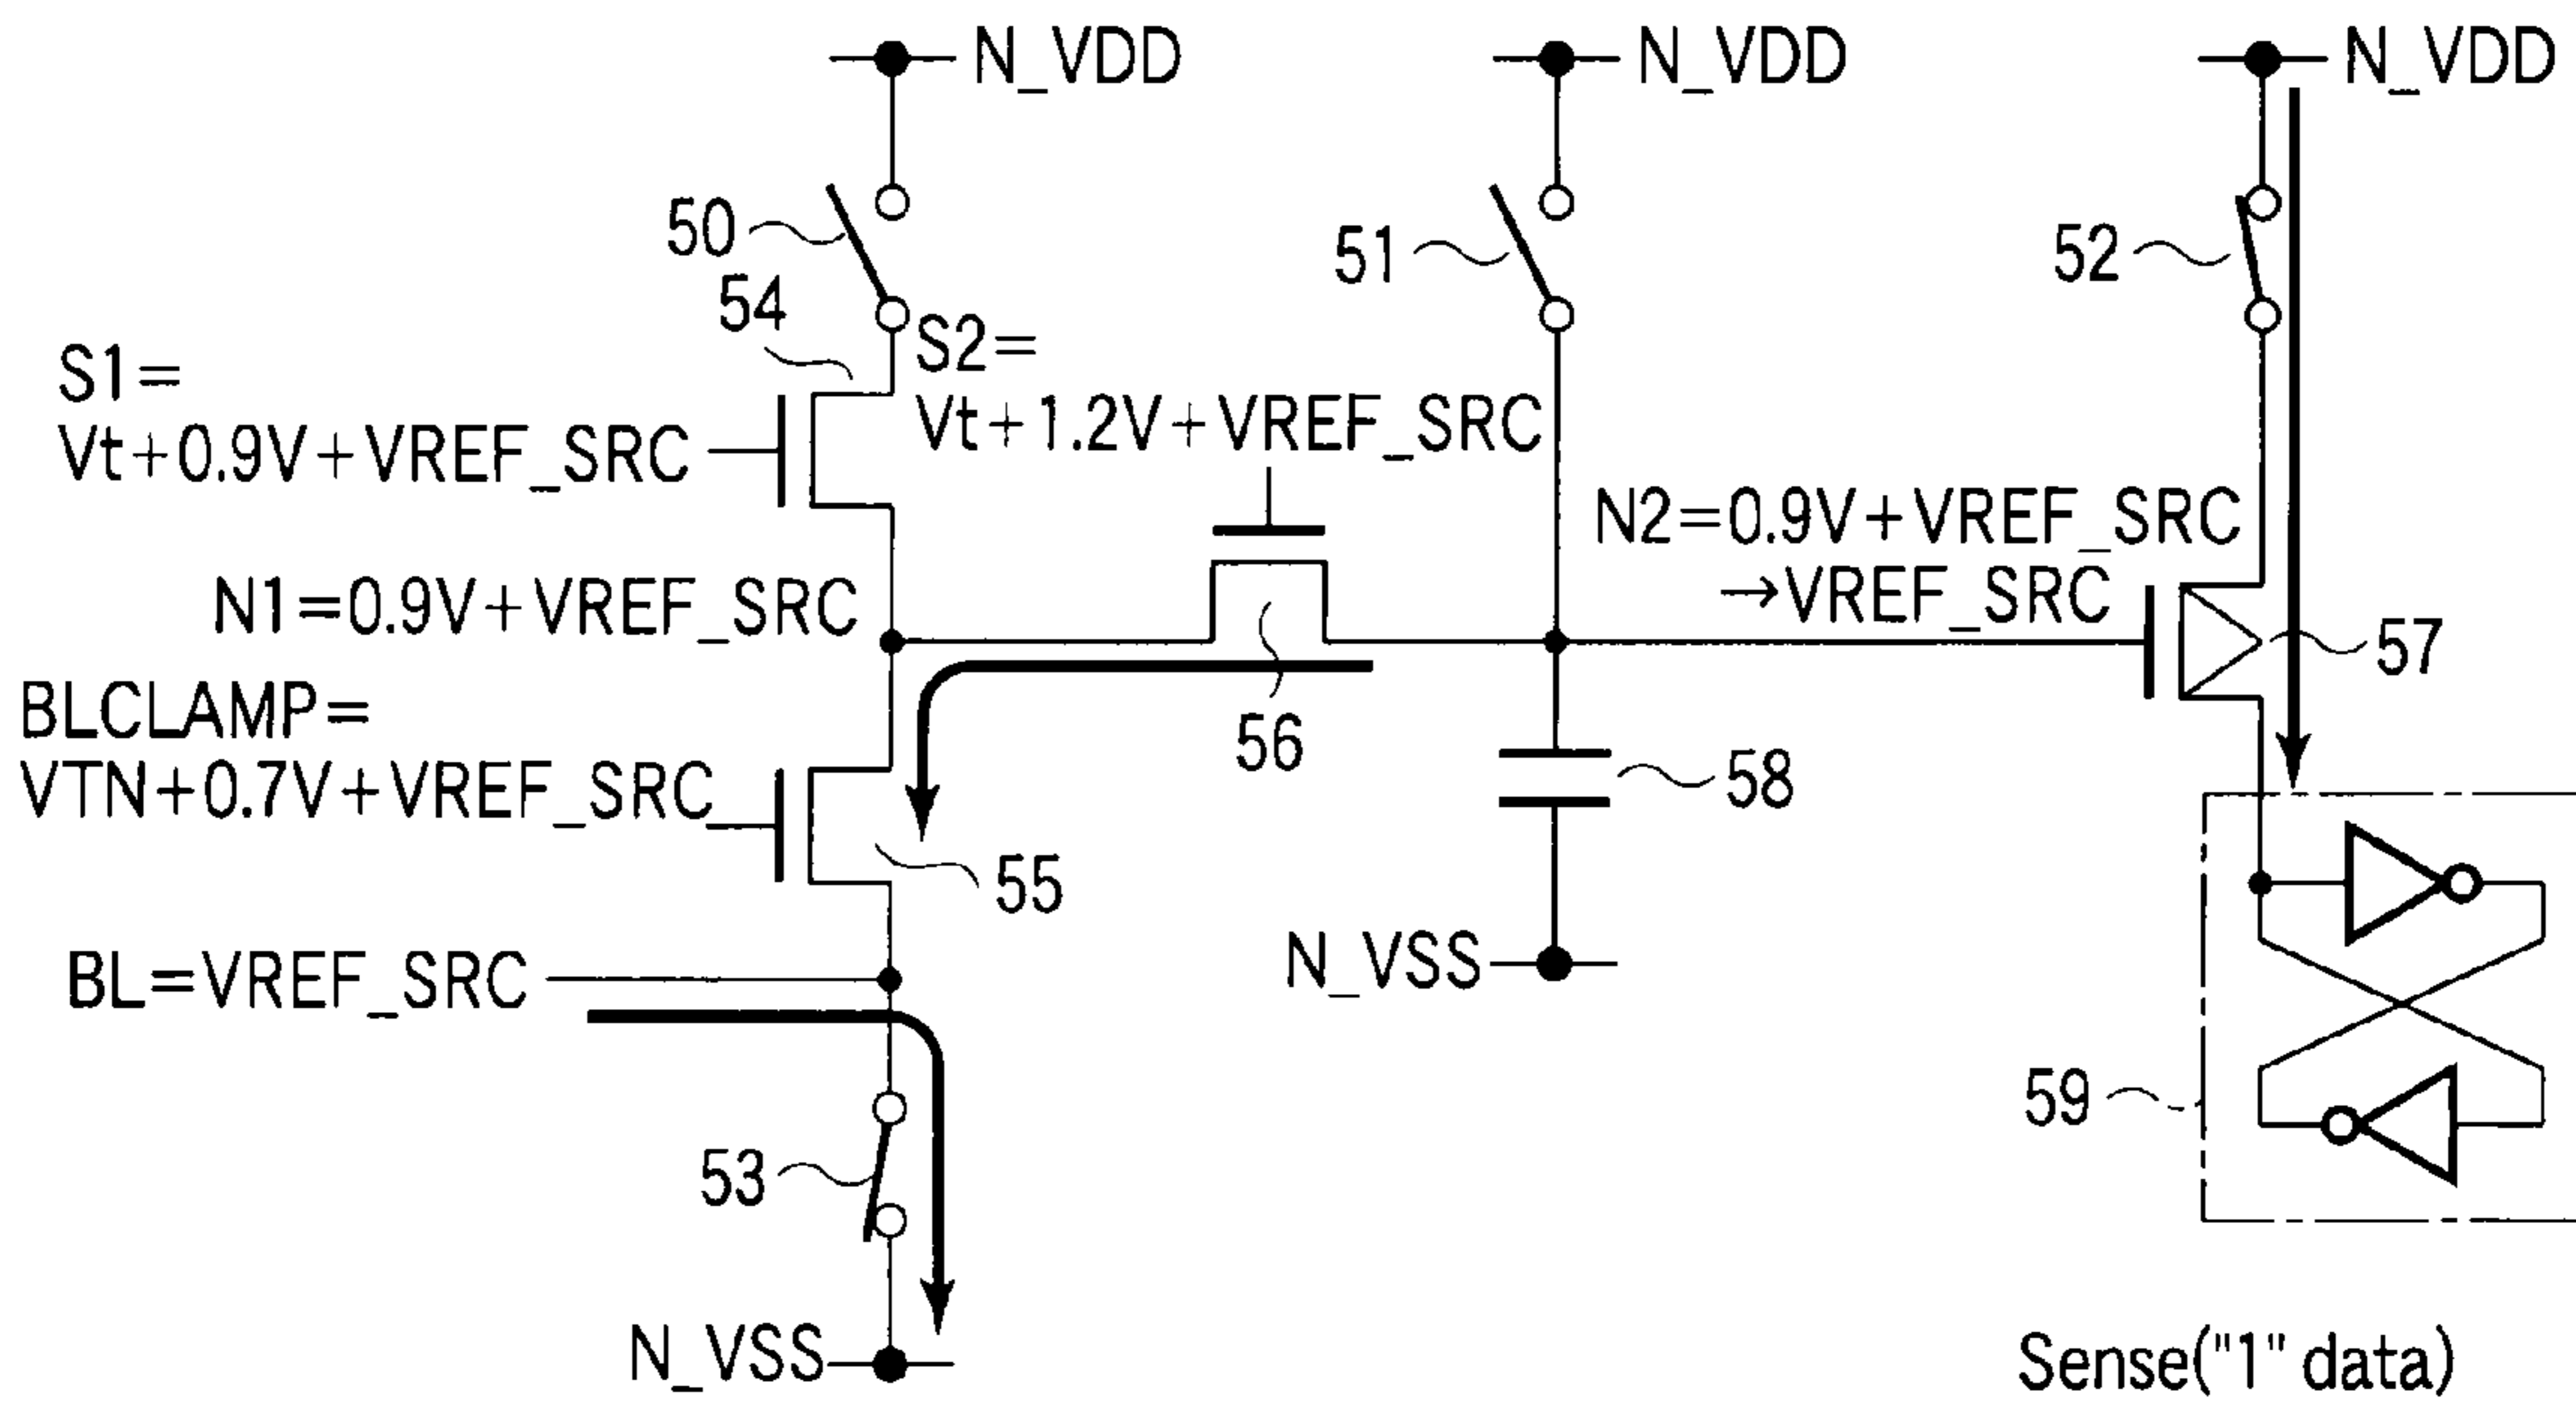 N_VDD
N_VDD
N_VDD
50
51
52
54
S1=
Vt+0.9V+VREF_SRC
S2=
Vt+1.2V+VREF_SRC
N2=0.9V+VREF_SRC
→VREF_SRC
N1=0.9V+VREF_SRC
57
56
BLCLAMP=
VTN+0.7V+VREF_SRC
58
55
BL=VREF_SRC
N_VSS
59
53
N_VSS
Sense("1" data)